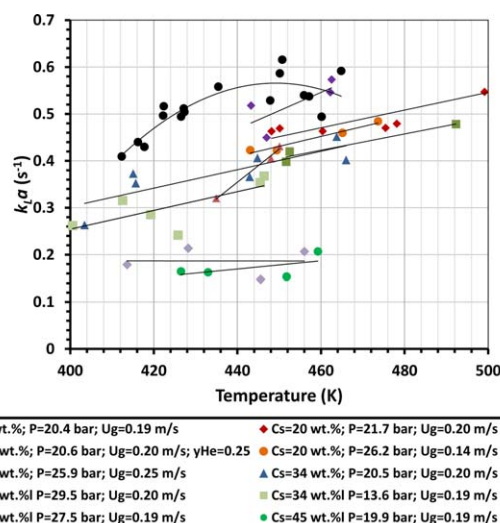 0.7
0.6
0.5
0.4
0.3
0.2
0.1
0
kLa (s-1)
400 420 440 460 480 500
Temperature (K)
wt.%; P=20.4 bar; Ug=0.19 m/s
Cs=20 wt.%; P=21.7 bar; Ug=0.20 m/s
wt.%; P=20.6 bar; Ug=0.20 m/s; yHe=0.25
Cs=20 wt.%; P=26.2 bar; Ug=0.14 m/s
wt.%; P=25.9 bar; Ug=0.25 m/s
Cs=34 wt.%; P=20.5 bar; Ug=0.20 m/s
wt.%l P=29.5 bar; Ug=0.20 m/s
Cs=34 wt.%l P=13.6 bar; Ug=0.19 m/s
wt.%l P=27.5 bar; Ug=0.19 m/s
Cs=45 wt.%l P=19.9 bar; Ug=0.19 m/s